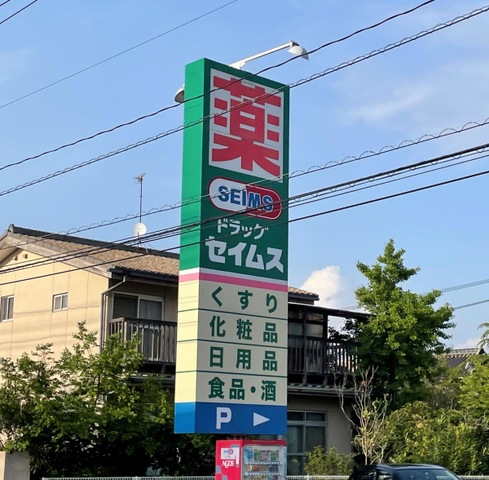 薬
SEIMS
ドラッグ
セイムス
くすり
化粧品
日用品
食品・酒
P